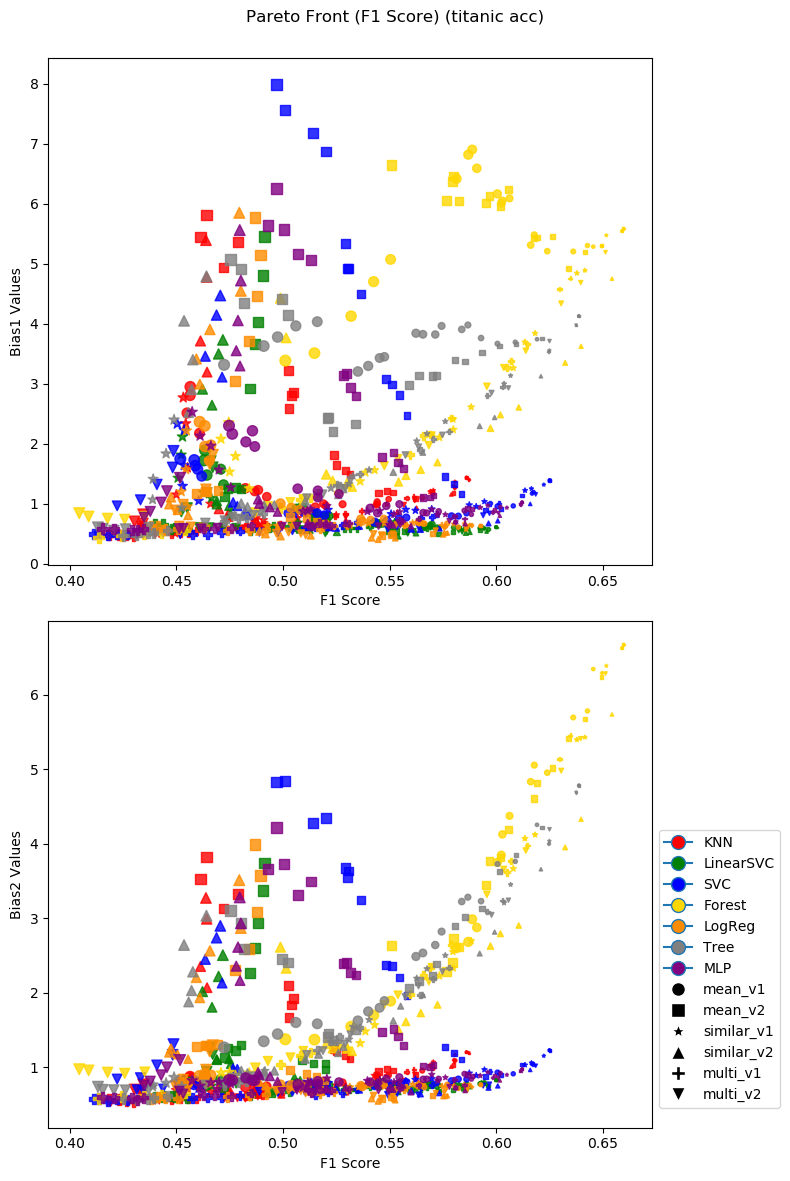 Pareto Front (F1 Score) (titanic acc)
8
7
6
5
4
3
2
1
0
Bias1 Values
0.40 0.45 0.50 0.55 0.60 0.65
F1 Score
6
5
4
3
2
1
Bias2 Values
0.40 0.45 0.50 0.55 0.60 0.65
F1 Score
KNN
LinearSVC
SVC
Forest
LogReg
Tree
MLP
mean_v1
mean_v2
similar_v1
similar_v2
multi_v1
multi_v2